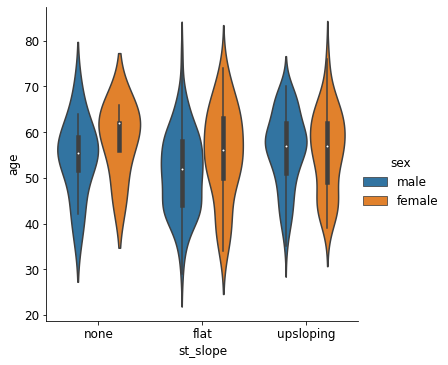 80
70
60
50
40
30
20
age
none
flat
upsloping
st_slope
sex
male
female